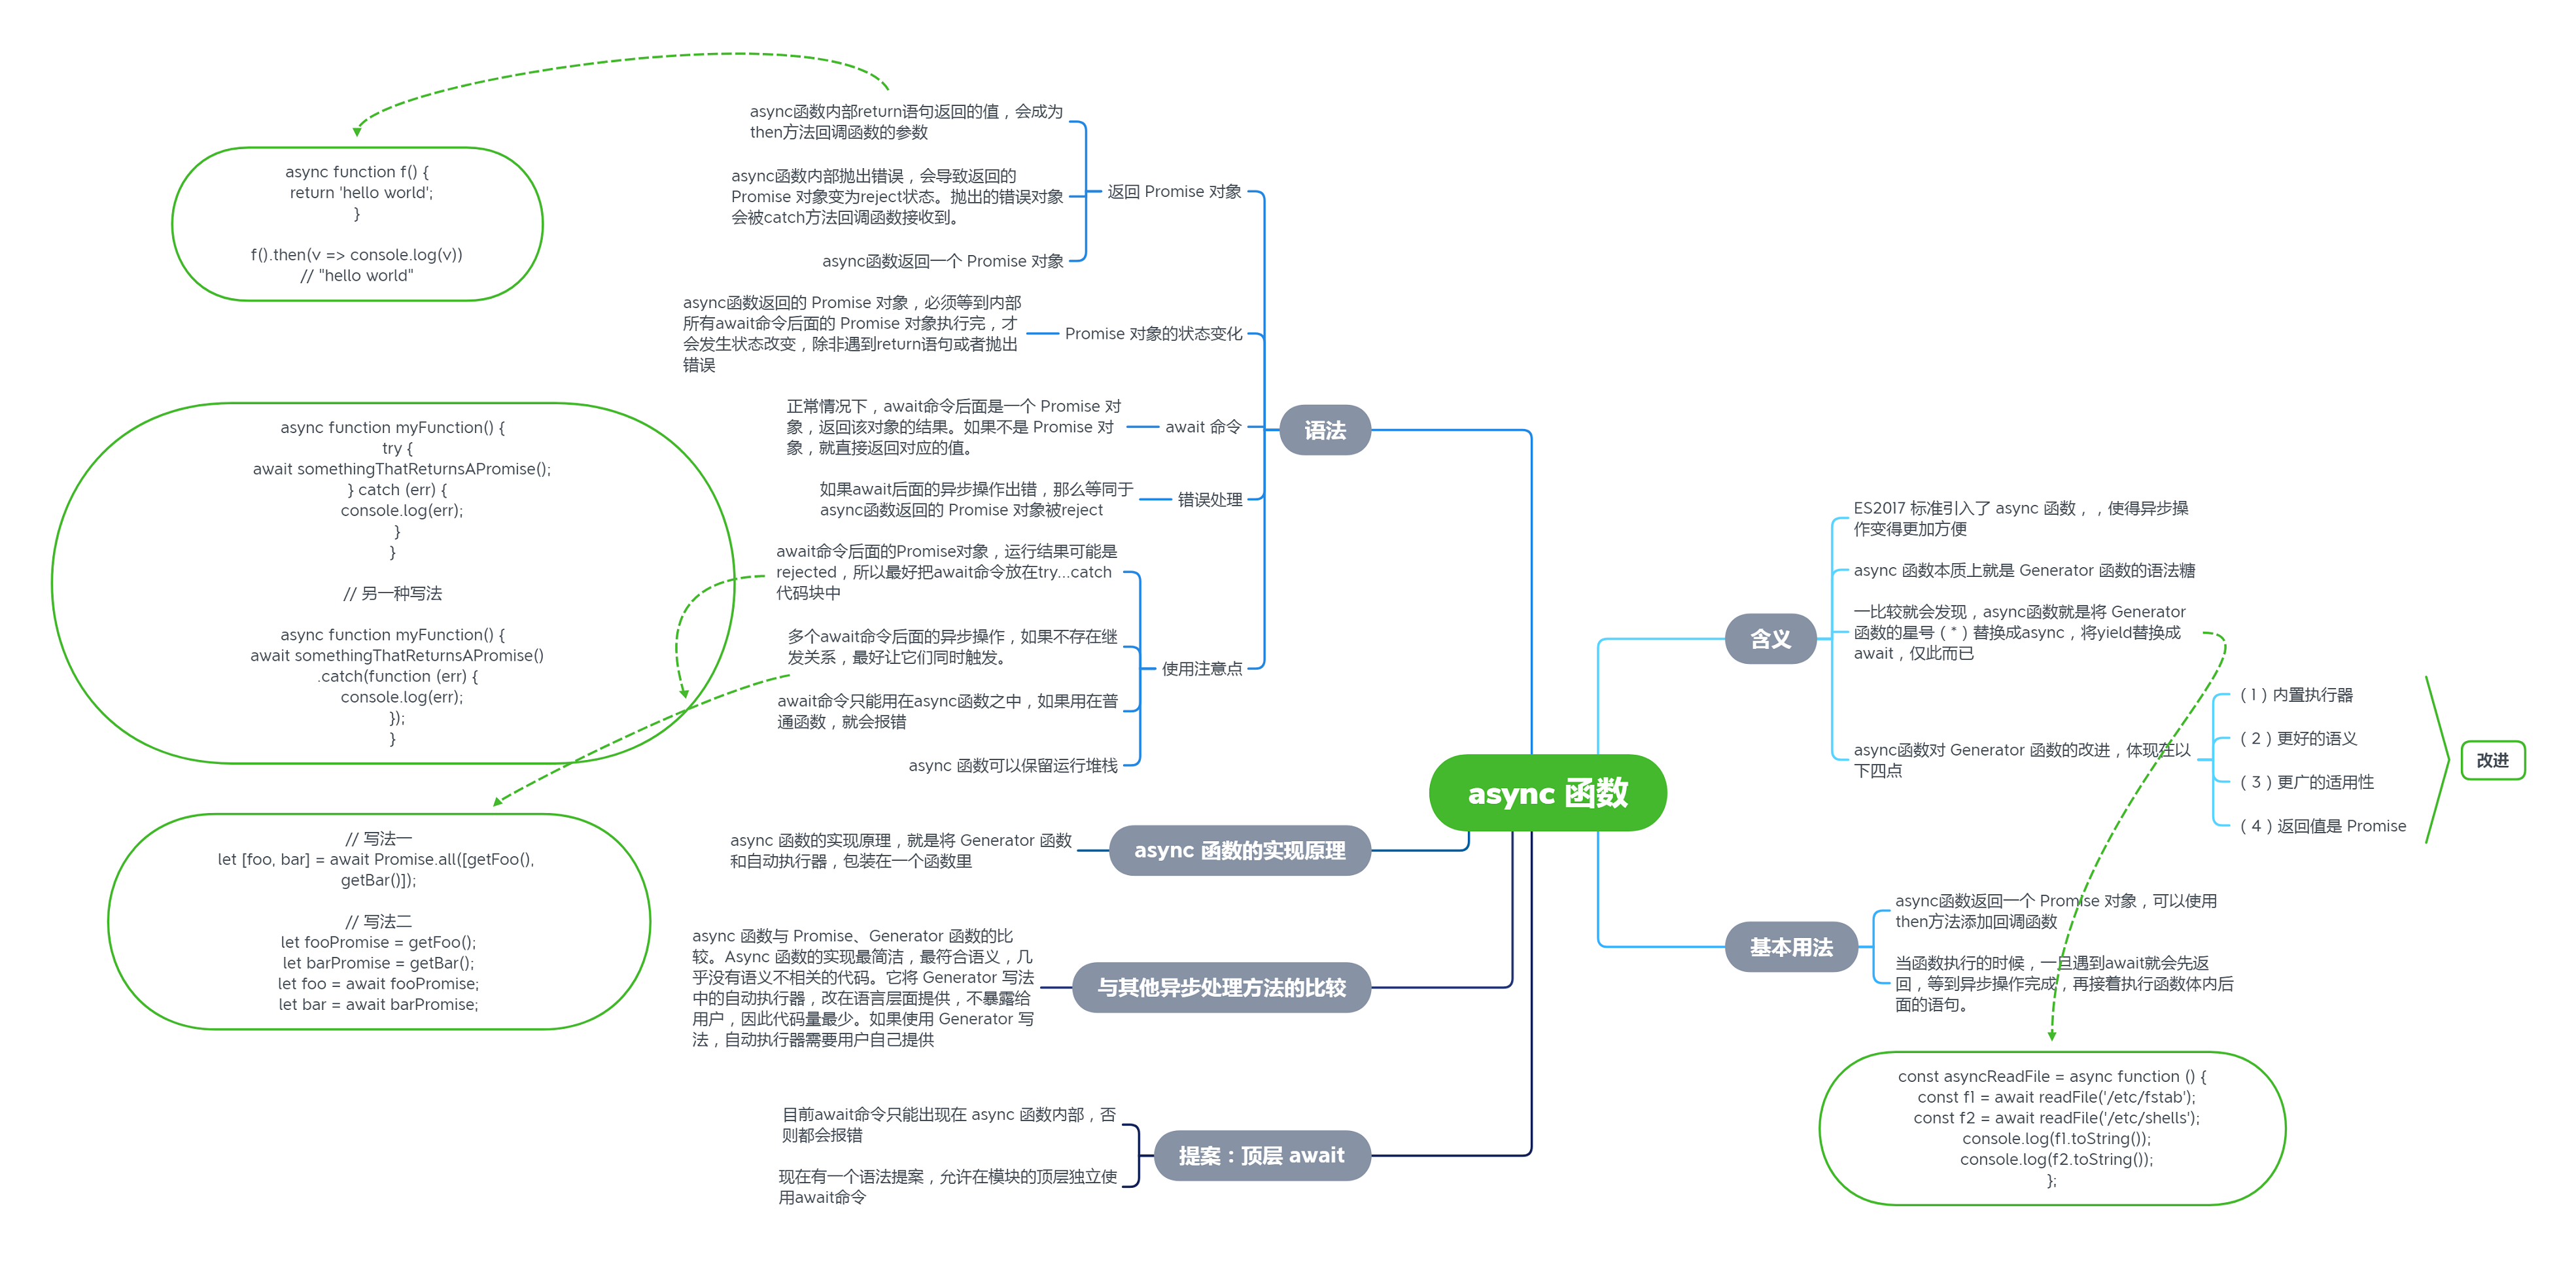 async 函数
含义
ES2017 标准引入了 async 函数，，使得异步操
作变得更加方便
async 函数本质上就是 Generator 函数的语法糖
一比较就会发现，async函数就是将 Generator
函数的星号（*）替换成async，将yield替换成
await，仅此而已
async函数对 Generator 函数的改进，体现在以
下四点
（1）内置执行器
（2）更好的语义
（3）更广的适用性
（4）返回值是 Promise
改进
基本用法
async函数返回一个 Promise 对象，可以使用
then方法添加回调函数
当函数执行的时候，一旦遇到await就会先返
回，等到异步操作完成，再接着执行函数体内后
面的语句。
const asyncReadFile = async function () {
const f1 = await readFile('/etc/fstab');
const f2 = await readFile('/etc/shells');
console.log(f1.toString());
console.log(f2.toString());
};
语法
返回 Promise 对象
async函数内部return语句返回的值，会成为
then方法回调函数的参数
async函数内部抛出错误，会导致返回的
Promise 对象变为reject状态。抛出的错误对象
会被catch方法回调函数接收到。
async函数返回一个 Promise 对象
async function f() {
return 'hello world';
}
f().then(v => console.log(v))
// "hello world"
Promise 对象的状态变化
async函数返回的 Promise 对象，必须等到内部
所有await命令后面的 Promise 对象执行完，才
会发生状态改变，除非遇到return语句或者抛出
错误
await 命令
正常情况下，await命令后面是一个 Promise 对
象，返回该对象的结果。如果不是 Promise 对
象，就直接返回对应的值。
错误处理
如果await后面的异步操作出错，那么等同于
async函数返回的 Promise 对象被reject
使用注意点
await命令后面的Promise对象，运行结果可能是
rejected，所以最好把await命令放在try...catch
代码块中
多个await命令后面的异步操作，如果不存在继
发关系，最好让它们同时触发。
await命令只能用在async函数之中，如果用在普
通函数，就会报错
async 函数可以保留运行堆栈
async function myFunction() {
try {
await somethingThatReturnsAPromise();
} catch (err) {
console.log(err);
}
}
// 另一种写法
async function myFunction() {
await somethingThatReturnsAPromise()
.catch(function (err) {
console.log(err);
});
}
// 写法一
let [foo, bar] = await Promise.all([getFoo(),
getBar()]);
// 写法二
let fooPromise = getFoo();
let barPromise = getBar();
let foo = await fooPromise;
let bar = await barPromise;
async 函数的实现原理
async 函数的实现原理，就是将 Generator 函数
和自动执行器，包装在一个函数里
与其他异步处理方法的比较
async 函数与 Promise、Generator 函数的比
较。Async 函数的实现最简洁，最符合语义，几
乎没有语义不相关的代码。它将 Generator 写法
中的自动执行器，改在语言层面提供，不暴露给
用户，因此代码量最少。如果使用 Generator 写
法，自动执行器需要用户自己提供
提案：顶层 await
目前await命令只能出现在 async 函数内部，否
则都会报错
现在有一个语法提案，允许在模块的顶层独立使
用await命令